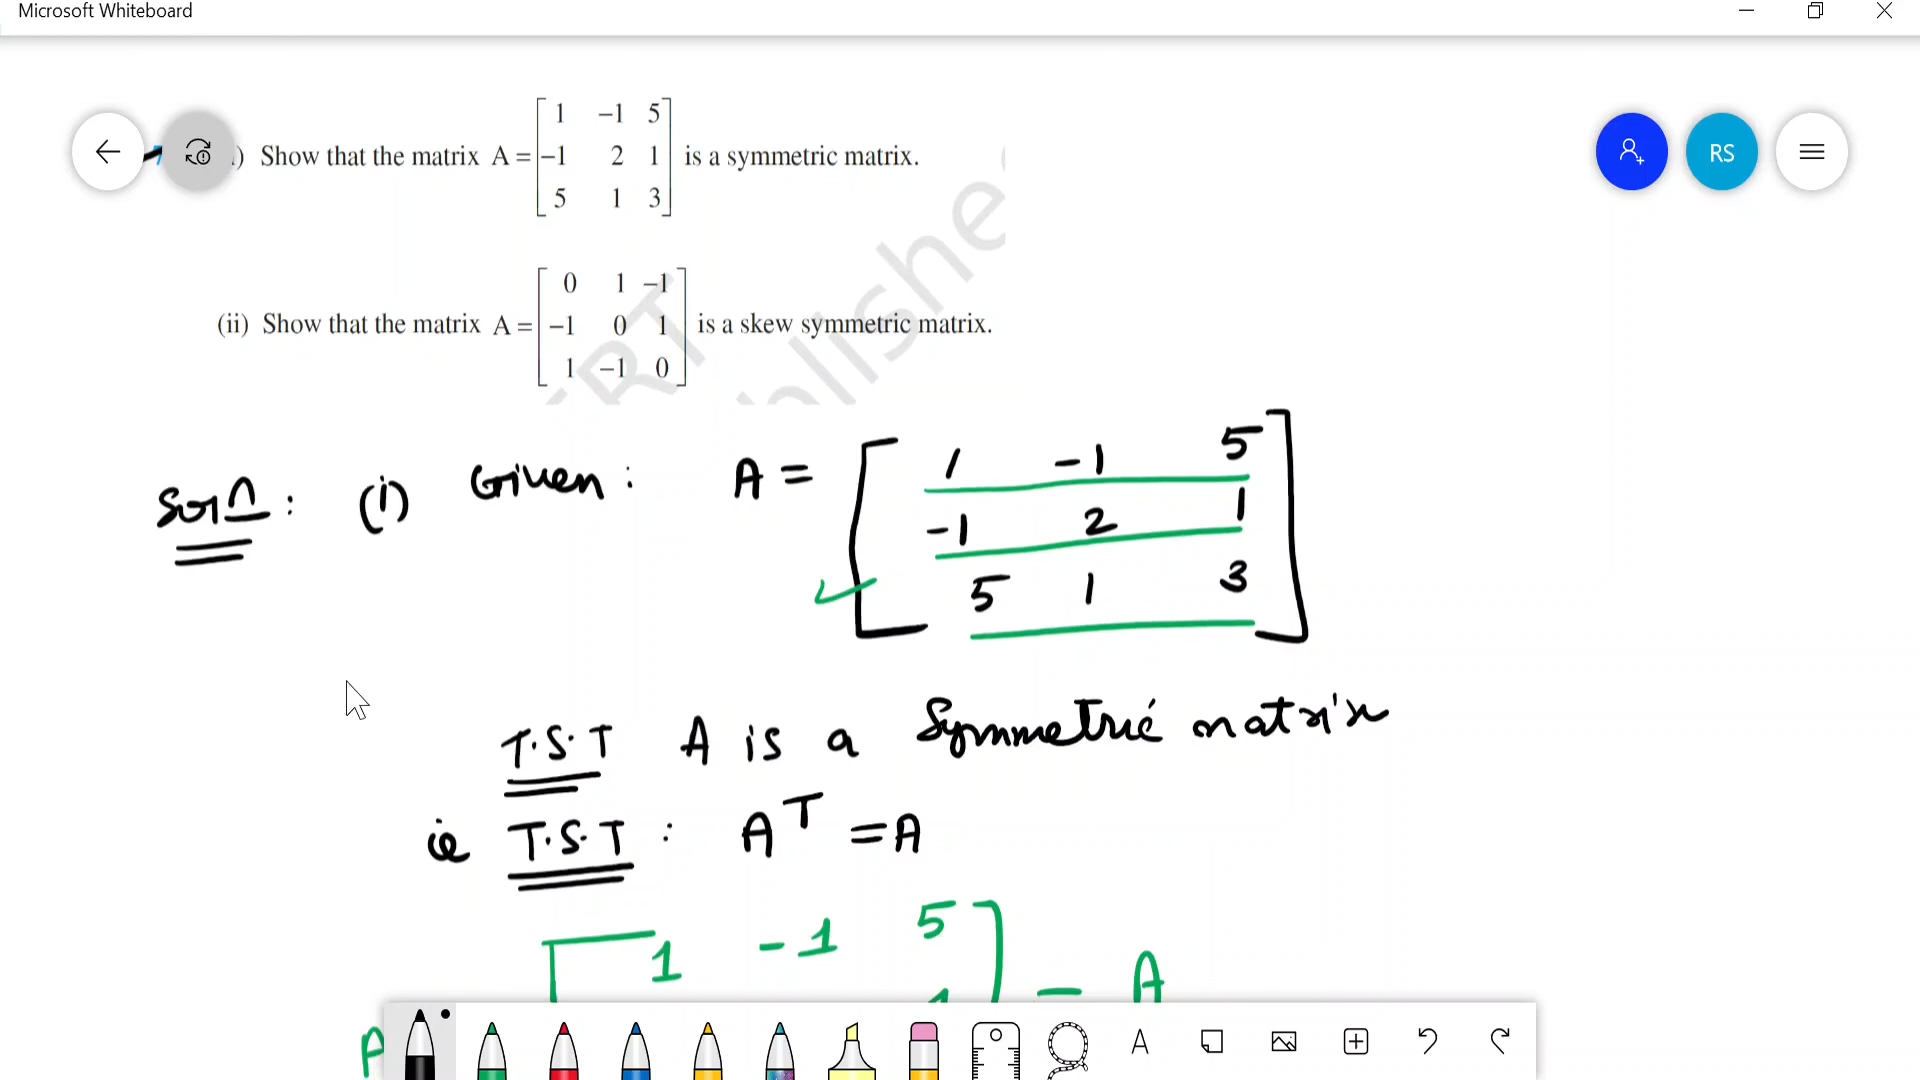 Microsoft Whiteboard
RS
) Show that the matrix A = [1 –1 5
–1 2 1
5 1 3] is a symmetric matrix.
(ii) Show that the matrix A = [0 1 –1
–1 0 1
1 –1 0] is a skew symmetric matrix.
Soln : (i) Given : A = [1 -1 5
-1 2 1
5 1 3]
T.S.T A is a Symmetric matrix
ie T.S.T : A^T = A
[1 -1 5] = A
A